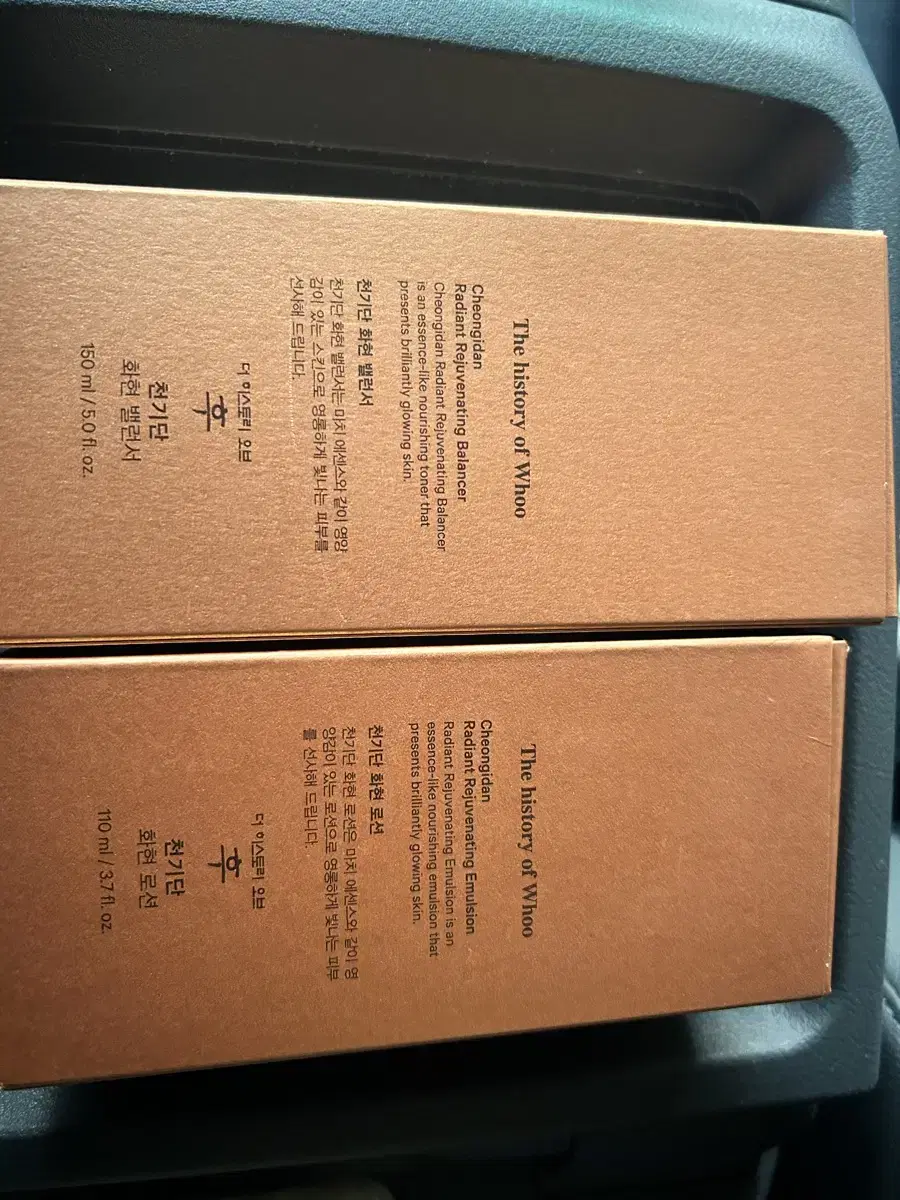 The history of Whoo
Cheongidan
Radiant Rejuvenating Balancer
Cheongidan Radiant Rejuvenating Balancer
is an essence-like nourishing toner that
presents brilliantly glowing skin.
천기단 화현 밸런서
천기단 화현 밸런서는 마치 에센스와 같이 영양
감이 있는 스킨으로 영롱하게 빛나는 피부를
선사해 드립니다.
더 히스토리 오브
후
천기단
화현 밸런서
150 ml / 5.0 fl. oz.
The history of Whoo
Cheongidan
Radiant Rejuvenating Emulsion
Radiant Rejuvenating Emulsion is an
essence-like nourishing emulsion that
presents brilliantly glowing skin.
천기단 화현 로션
천기단 화현 로션은 마치 에센스와 같이 영
양감이 있는 로션으로 영롱하게 빛나는 피부
를 선사해 드립니다.
더 히스토리 오브
후
천기단
화현 로션
110 ml / 3.7 fl. oz.